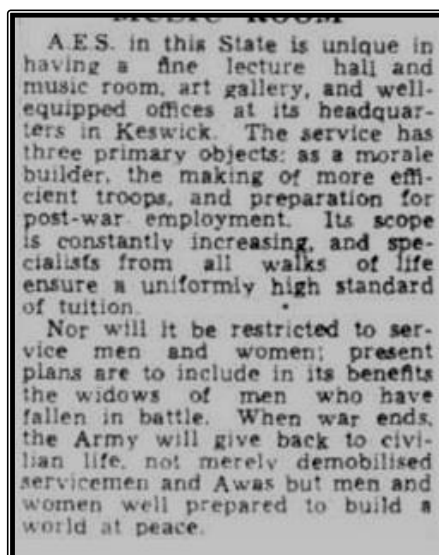 MUSIC ROOM
A.E.S. in this State is unique in
having a fine lecture hall and
music room, art gallery, and well-
equipped offices at its headquar-
ters in Keswick. The service has
three primary objects: as a morale
builder, the making of more effi-
cient troops, and preparation for
post-war employment. Its scope
is constantly increasing, and spe-
cialists from all walks of life
ensure a uniformly high standard
of tuition.
Nor will it be restricted to ser-
vice men and women; present
plans are to include in its benefits
the widows of men who have
fallen in battle. When war ends,
the Army will give back to civi-
lian life, not merely demobilised
servicemen and Awas but men and
women well prepared to build a
world at peace.